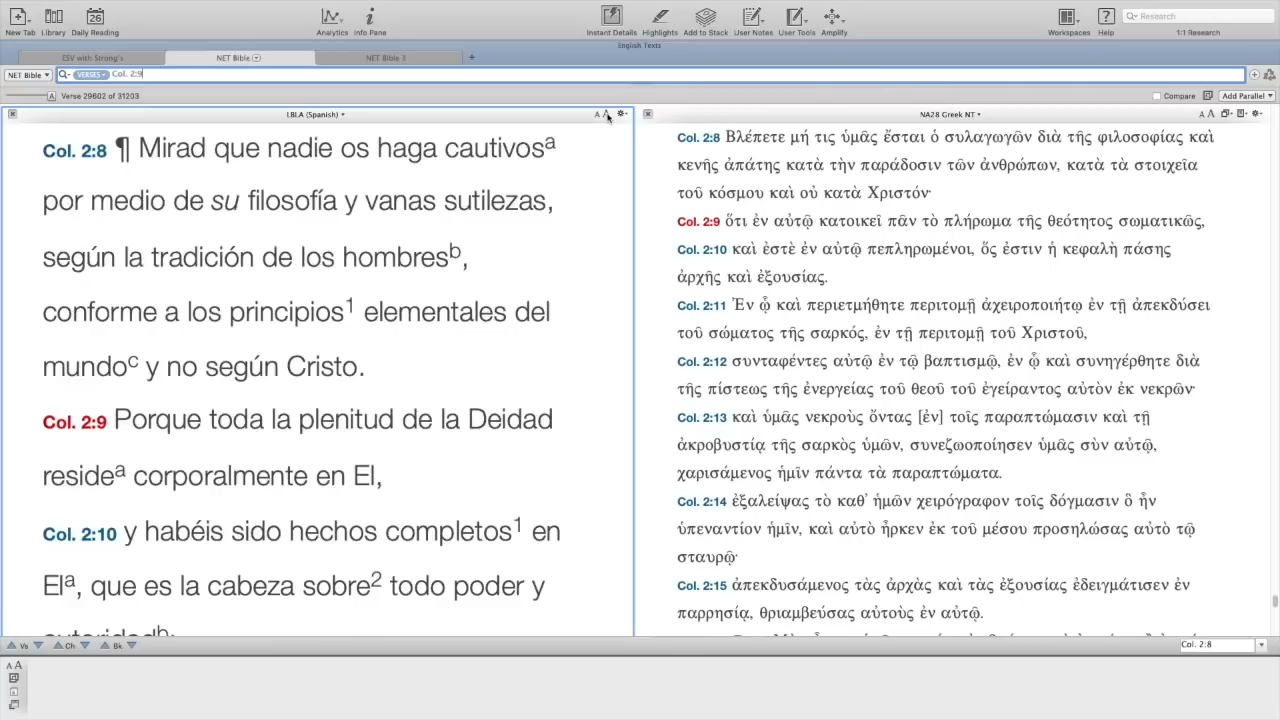 New Tab Library Daily Reading Analytics Info Pane Instant Details Highlights Add to Stack User Notes User Tools Amplify Workspaces Help 1:1 Research
26
Research
English Texts
ESV with Strong's NET Bible NET Bible 3 +
NET Bible VERSES Col. 2:9
A Verse 29602 of 31203 Compare Add Parallel
LBLA (Spanish) A A
Col. 2:8 ¶ Mirad que nadie os haga cautivosᵃ
por medio de su filosofía y vanas sutilezas,
según la tradición de los hombresᵇ,
conforme a los principios¹ elementales del
mundoᶜ y no según Cristo.
Col. 2:9 Porque toda la plenitud de la Deidad
resideᵃ corporalmente en El,
Col. 2:10 y habéis sido hechos completos¹ en
Elᵃ, que es la cabeza sobre² todo poder y
autoridadᵇ;
NA28 Greek NT A A
Col. 2:8 Βλέπετε μή τις ὑμᾶς ἔσται ὁ συλαγωγῶν διὰ τῆς φιλοσοφίας καὶ
κενῆς ἀπάτης κατὰ τὴν παράδοσιν τῶν ἀνθρώπων, κατὰ τὰ στοιχεῖα
τοῦ κόσμου καὶ οὐ κατὰ Χριστόν·
Col. 2:9 ὅτι ἐν αὐτῷ κατοικεῖ πᾶν τὸ πλήρωμα τῆς θεότητος σωματικῶς,
Col. 2:10 καὶ ἐστὲ ἐν αὐτῷ πεπληρωμένοι, ὅς ἐστιν ἡ κεφαλὴ πάσης
ἀρχῆς καὶ ἐξουσίας.
Col. 2:11 Ἐν ᾧ καὶ περιετμήθητε περιτομῇ ἀχειροποιήτῳ ἐν τῇ ἀπεκδύσει
τοῦ σώματος τῆς σαρκός, ἐν τῇ περιτομῇ τοῦ Χριστοῦ,
Col. 2:12 συνταφέντες αὐτῷ ἐν τῷ βαπτισμῷ, ἐν ᾧ καὶ συνηγέρθητε διὰ
τῆς πίστεως τῆς ἐνεργείας τοῦ θεοῦ τοῦ ἐγείραντος αὐτὸν ἐκ νεκρῶν·
Col. 2:13 καὶ ὑμᾶς νεκροὺς ὄντας [ἐν] τοῖς παραπτώμασιν καὶ τῇ
ἀκροβυστίᾳ τῆς σαρκὸς ὑμῶν, συνεζωοποίησεν ὑμᾶς σὺν αὐτῷ,
χαρισάμενος ἡμῖν πάντα τὰ παραπτώματα.
Col. 2:14 ἐξαλείψας τὸ καθ᾽ ἡμῶν χειρόγραφον τοῖς δόγμασιν ὃ ἦν
ὑπεναντίον ἡμῖν, καὶ αὐτὸ ἦρκεν ἐκ τοῦ μέσου προσηλώσας αὐτὸ τῷ
σταυρῷ·
Col. 2:15 ἀπεκδυσάμενος τὰς ἀρχὰς καὶ τὰς ἐξουσίας ἐδειγμάτισεν ἐν
παρρησίᾳ, θριαμβεύσας αὐτοὺς ἐν αὐτῷ.
Vs Ch Bk Col. 2:8
A A